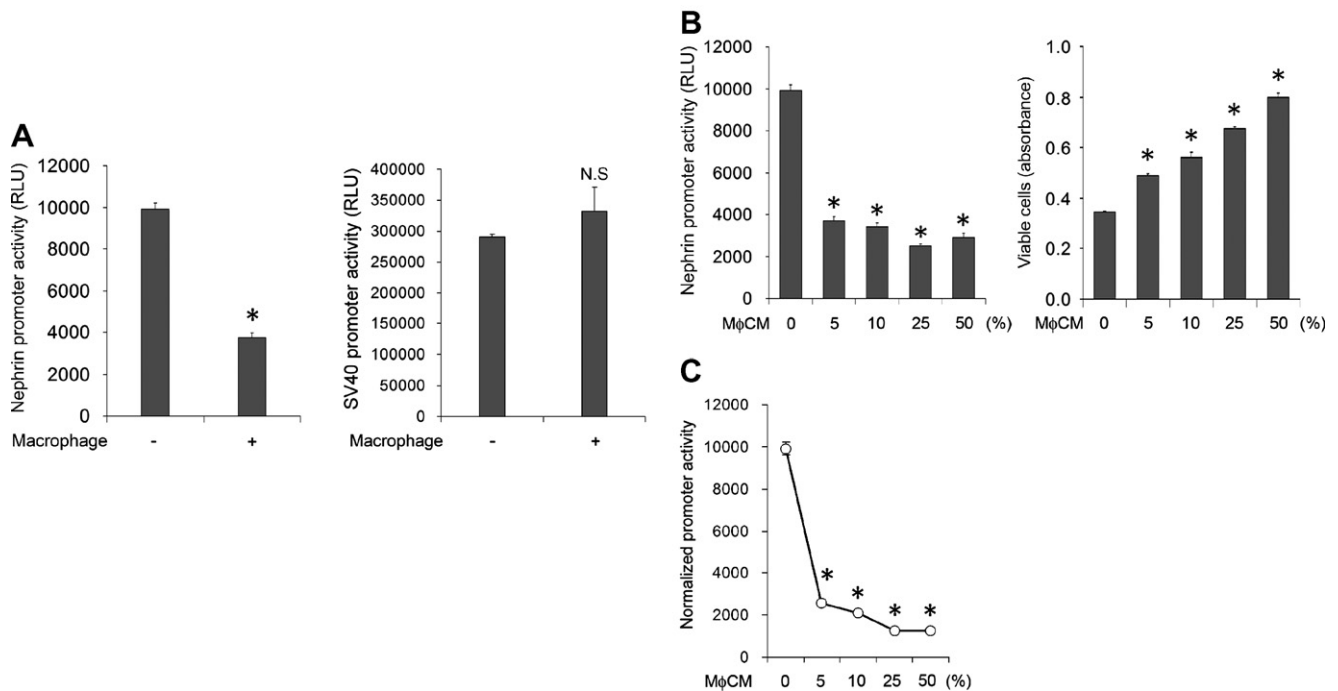 A
Nephrin promoter activity (RLU)
12000
10000
8000
6000
4000
2000
0
*
Macrophage - +
SV40 promoter activity (RLU)
400000
350000
300000
250000
200000
150000
100000
50000
0
N.S
Macrophage - +
B
Nephrin promoter activity (RLU)
12000
10000
8000
6000
4000
2000
0
* * * *
MϕCM 0 5 10 25 50 (%)
Viable cells (absorbance)
1.0
0.8
0.6
0.4
0.2
0.0
* * * *
MϕCM 0 5 10 25 50 (%)
C
Normalized promoter activity
12000
10000
8000
6000
4000
2000
0
* * * *
MϕCM 0 5 10 25 50 (%)